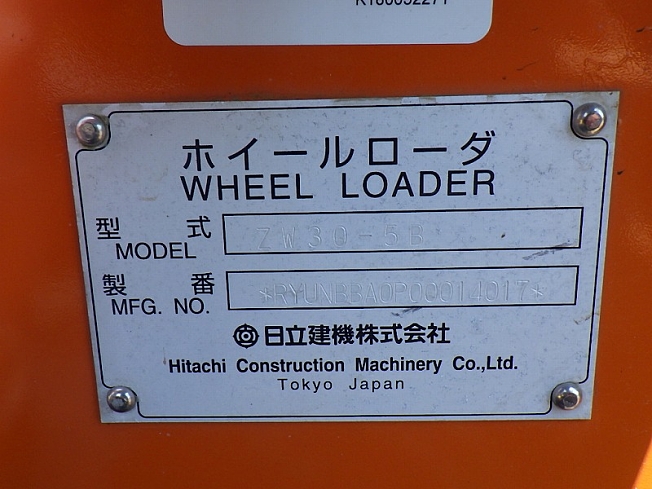 ホイールローダ
WHEEL LOADER
型 式
MODEL
ZW30-5B
製 番
MFG. NO.
日立建機株式会社
Hitachi Construction Machinery Co.,Ltd.
Tokyo Japan